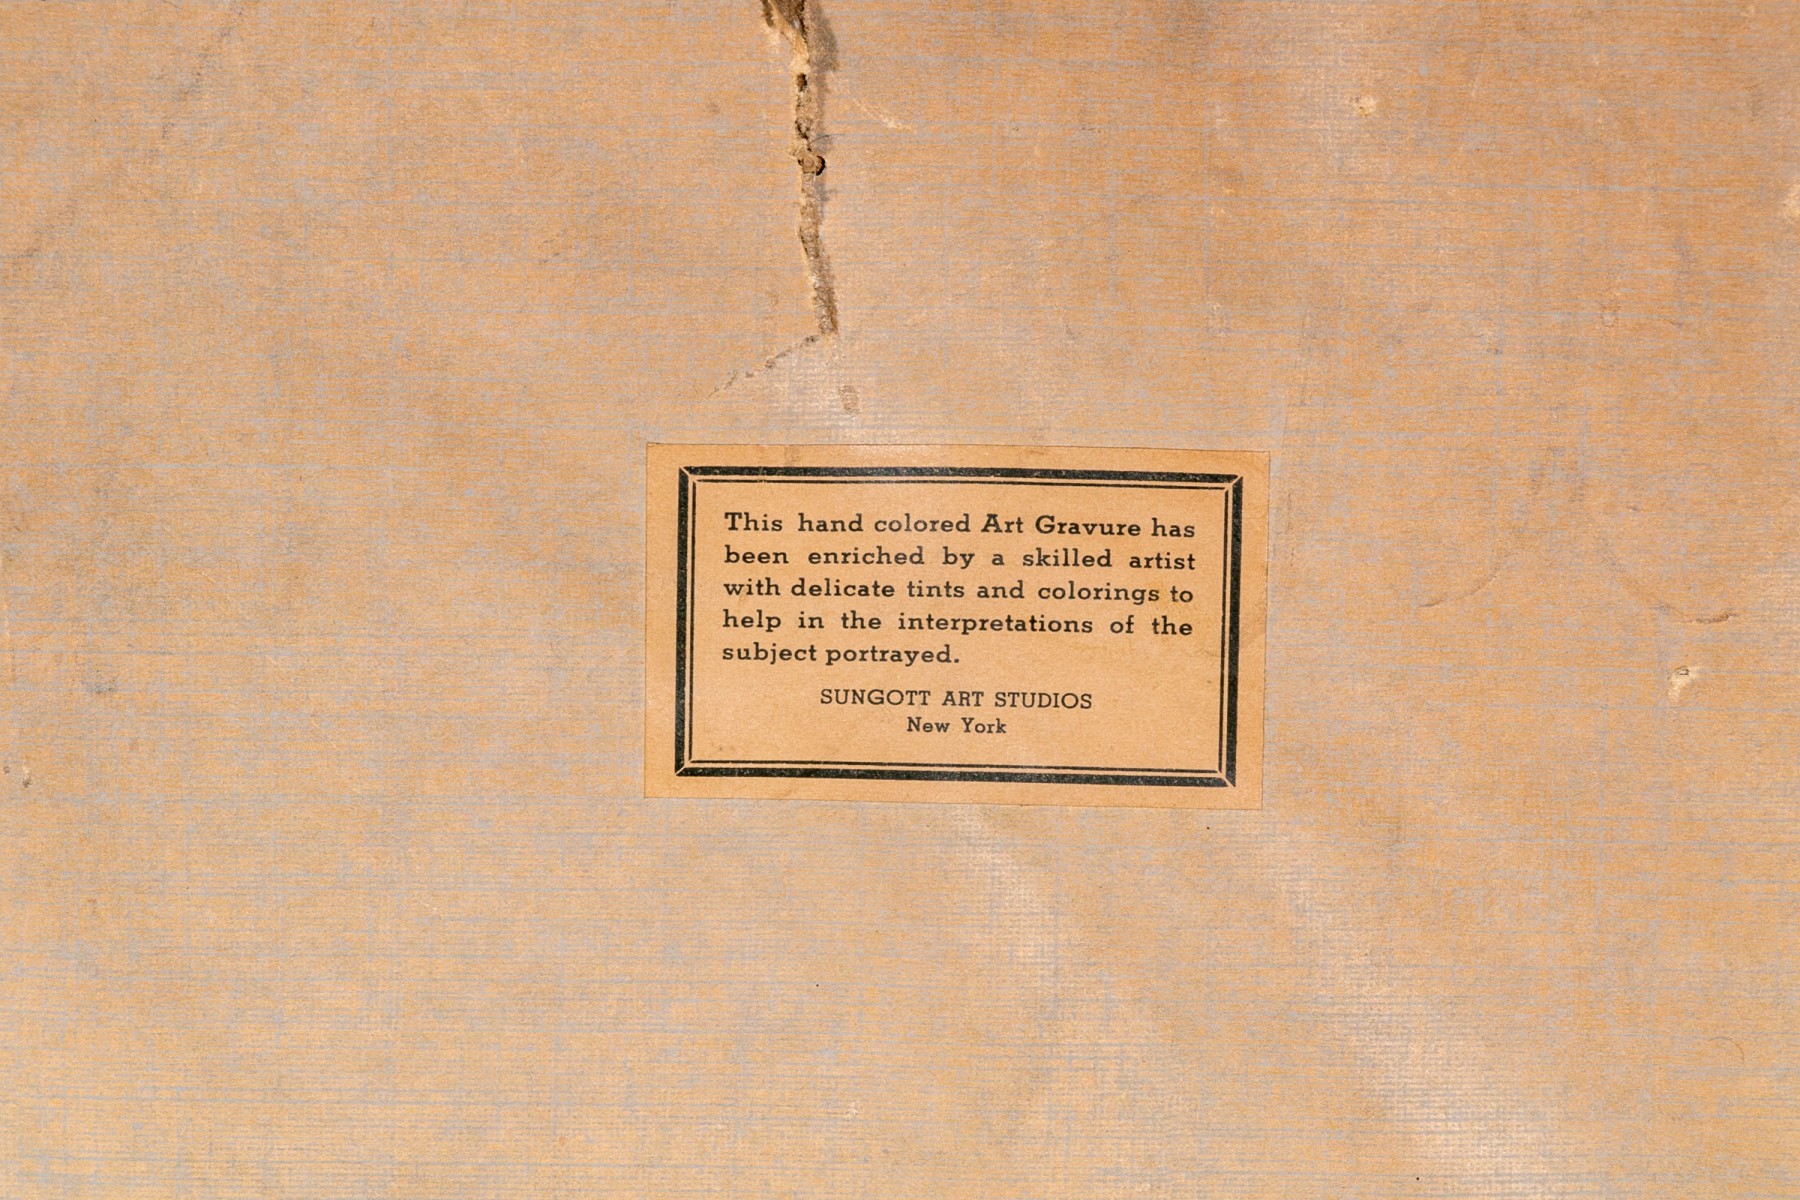 This hand colored Art Gravure has
been enriched by a skilled artist
with delicate tints and colorings to
help in the interpretations of the
subject portrayed.
SUNGOTT ART STUDIOS
New York